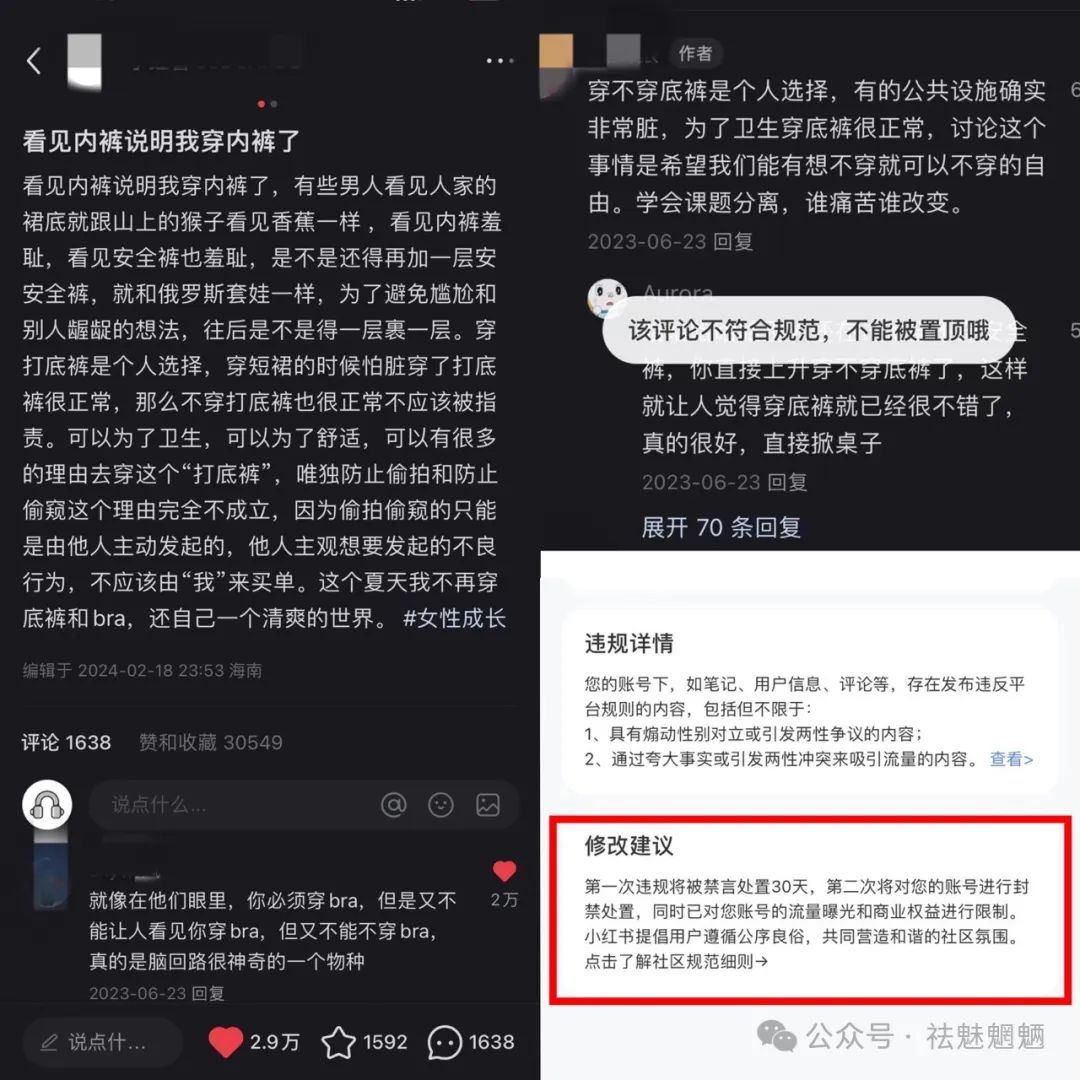 看见内裤说明我穿内裤了
看见内裤说明我穿内裤了，有些男人看见人家的
裙底就跟山上的猴子看见香蕉一样，看见内裤羞
耻，看见安全裤也羞耻，是不是还得再加一层安
安全裤，就和俄罗斯套娃一样，为了避免尴尬和
别人龌龊的想法，往后是不是得一层裹一层。穿
打底裤是个人选择，穿短裙的时候怕脏穿了打底
裤很正常，那么不穿打底裤也很正常不应该被指
责。可以为了卫生，可以为了舒适，可以有很多
的理由去穿这个“打底裤”，唯独防止偷拍和防止
偷窥这个理由完全不成立，因为偷拍偷窥的只能
是由他人主动发起的，他人主观想要发起的不良
行为，不应该由“我”来买单。这个夏天我不再穿
底裤和bra，还自己一个清爽的世界。 #女性成长
编辑于 2024-02-18 23:53 海南
评论 1638 赞和收藏 30549
说点什么...
就像在他们眼里，你必须穿bra，但是又不
能让人看见你穿bra，但又不能不穿bra，
真的是脑回路很神奇的一个物种
2023-06-23 回复
2万
说点什... 2.9万 1592 1638
作者
穿不穿底裤是个人选择，有的公共设施确实
非常脏，为了卫生穿底裤很正常，讨论这个
事情是希望我们能有想不穿就可以不穿的自
由。学会课题分离，谁痛苦谁改变。
2023-06-23 回复
6
Aurora
该评论不符合规范，不能被置顶哦
全
5
裤，你直接上升穿不穿底裤了，这样
就让人觉得穿底裤就已经很不错了，
真的很好，直接掀桌子
2023-06-23 回复
展开 70 条回复
违规详情
您的账号下，如笔记、用户信息、评论等，存在发布违反平
台规则的内容，包括但不限于：
1、具有煽动性别对立或引发两性争议的内容；
2、通过夸大事实或引发两性冲突来吸引流量的内容。 查看>
修改建议
第一次违规将被禁言处置30天，第二次将对您的账号进行封
禁处置，同时已对您账号的流量曝光和商业权益进行限制。
小红书提倡用户遵循公序良俗，共同营造和谐的社区氛围。
点击了解社区规范细则→
公众号 · 祛魅魍魉